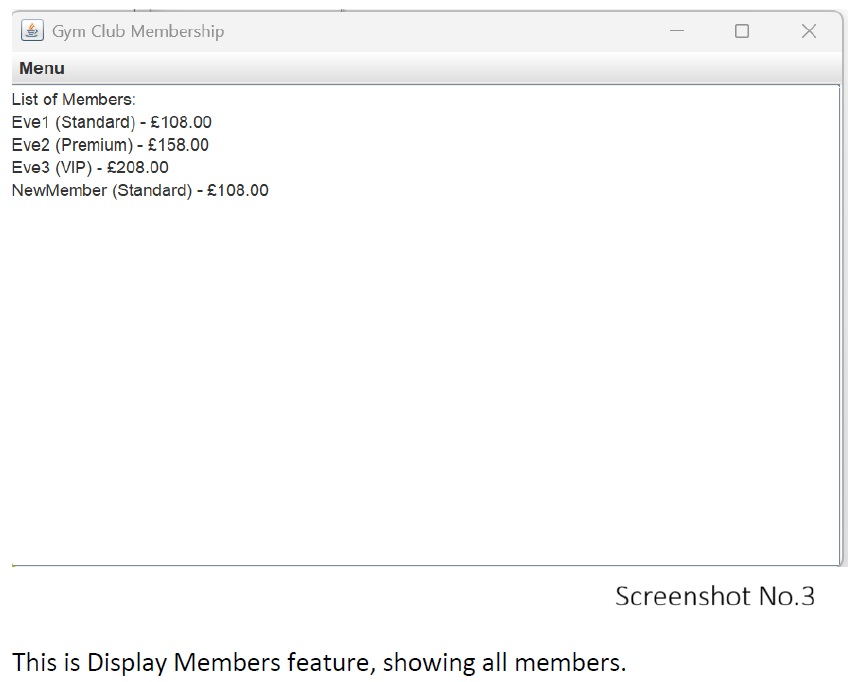 Gym Club Membership
Menu
List of Members:
Eve1 (Standard) - £108.00
Eve2 (Premium) - £158.00
Eve3 (VIP) - £208.00
NewMember (Standard) - £108.00
Screenshot No.3
This is Display Members feature, showing all members.